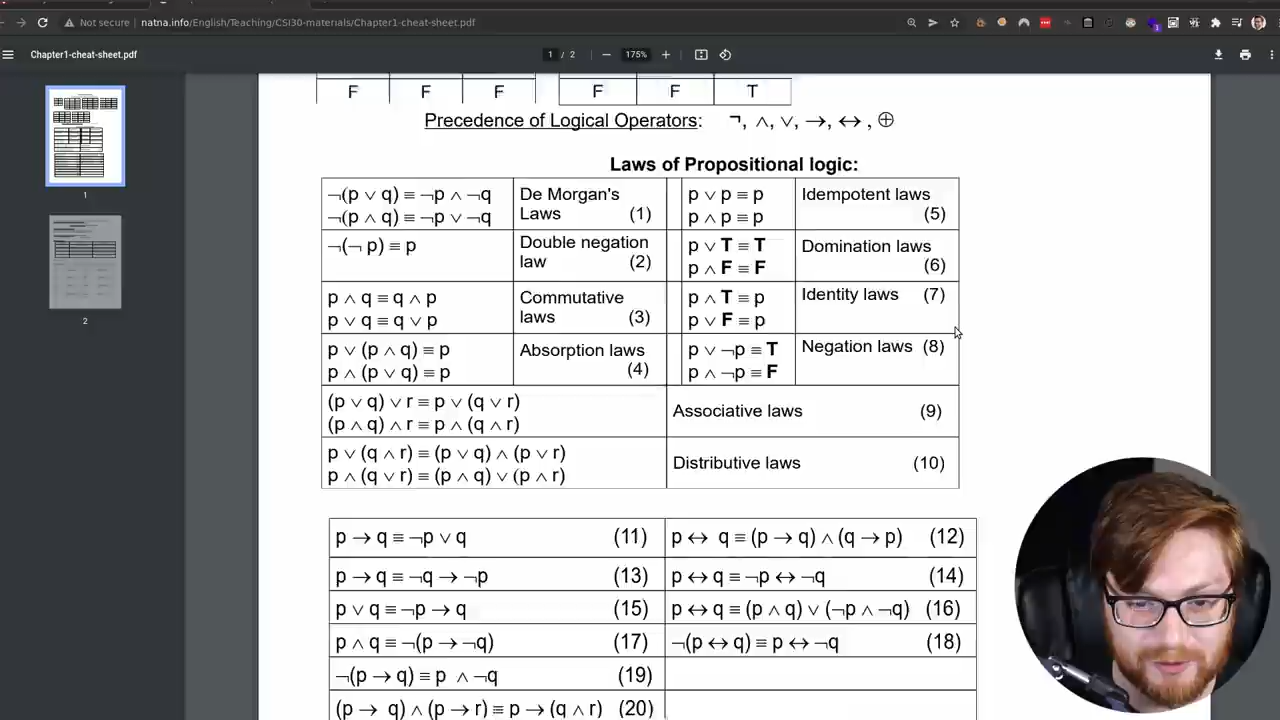 Not secure | natna.info/English/Teaching/CSI30-materials/Chapter1-cheat-sheet.pdf
Chapter1-cheat-sheet.pdf
1 / 2
175%
1
2
F F F F F T
Precedence of Logical Operators: ¬, ∧, ∨, →, ↔ , ⊕
Laws of Propositional logic:
¬(p ∨ q) ≡ ¬p ∧ ¬q
¬(p ∧ q) ≡ ¬p ∨ ¬q
De Morgan's
Laws (1)
p ∨ p ≡ p
p ∧ p ≡ p
Idempotent laws
(5)
¬(¬ p) ≡ p
Double negation
law (2)
p ∨ T ≡ T
p ∧ F ≡ F
Domination laws
(6)
p ∧ q ≡ q ∧ p
p ∨ q ≡ q ∨ p
Commutative
laws (3)
p ∧ T ≡ p
p ∨ F ≡ p
Identity laws (7)
p ∨ (p ∧ q) ≡ p
p ∧ (p ∨ q) ≡ p
Absorption laws
(4)
p ∨ ¬p ≡ T
p ∧ ¬p ≡ F
Negation laws (8)
(p ∨ q) ∨ r ≡ p ∨ (q ∨ r)
(p ∧ q) ∧ r ≡ p ∧ (q ∧ r)
Associative laws (9)
p ∨ (q ∧ r) ≡ (p ∨ q) ∧ (p ∨ r)
p ∧ (q ∨ r) ≡ (p ∧ q) ∨ (p ∧ r)
Distributive laws (10)
p → q ≡ ¬p ∨ q (11)
p ↔ q ≡ (p → q) ∧ (q → p) (12)
p → q ≡ ¬q → ¬p (13)
p ↔ q ≡ ¬p ↔ ¬q (14)
p ∨ q ≡ ¬p → q (15)
p ↔ q ≡ (p ∧ q) ∨ (¬p ∧ ¬q) (16)
p ∧ q ≡ ¬(p → ¬q) (17)
¬(p ↔ q) ≡ p ↔ ¬q (18)
¬(p → q) ≡ p ∧ ¬q (19)
(p → q) ∧ (p → r) ≡ p → (q ∧ r) (20)